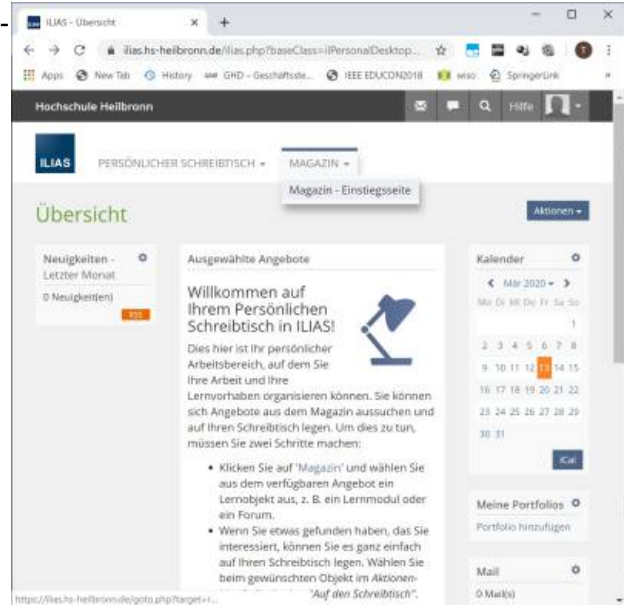 -
ILIAS - Übersicht
ilias.hs-heilbronn.de/ilias.php?baseClass=ilPersonalDesktop...
Apps New Tab History GHD - Geschäftsste... IEEE EDUCON2018 wiso SpringerLink »
Hochschule Heilbronn Hilfe
ILIAS PERSÖNLICHER SCHREIBTISCH MAGAZIN
Magazin - Einstiegsseite
Übersicht
Aktionen
Neuigkeiten -
Letzter Monat
0 Neuigkeit(en)
RSS
Ausgewählte Angebote
Willkommen auf
Ihrem Persönlichen
Schreibtisch in ILIAS!
Dies hier ist Ihr persönlicher
Arbeitsbereich, auf dem Sie
Ihre Arbeit und Ihre
Lernvorhaben organisieren können. Sie können
sich Angebote aus dem Magazin aussuchen und
auf Ihren Schreibtisch legen. Um dies zu tun,
müssen Sie zwei Schritte machen:
• Klicken Sie auf 'Magazin' und wählen Sie
aus dem verfügbaren Angebot ein
Lernobjekt aus, z. B. ein Lernmodul oder
ein Forum.
• Wenn Sie etwas gefunden haben, das Sie
interessiert, können Sie es ganz einfach
auf Ihren Schreibtisch legen. Wählen Sie
beim gewünschten Objekt im Aktionen-
"Auf den Schreibtisch".
Kalender
Mär 2020
Mo Di Mi Do Fr Sa So
1
2 3 4 5 6 7 8
9 10 11 12 13 14 15
16 17 18 19 20 21 22
23 24 25 26 27 28 29
30 31
iCal
Meine Portfolios
Portfolio hinzufügen
Mail
0 Mail(s)
https://ilias.hs-heilbronn.de/goto.php?target=r...